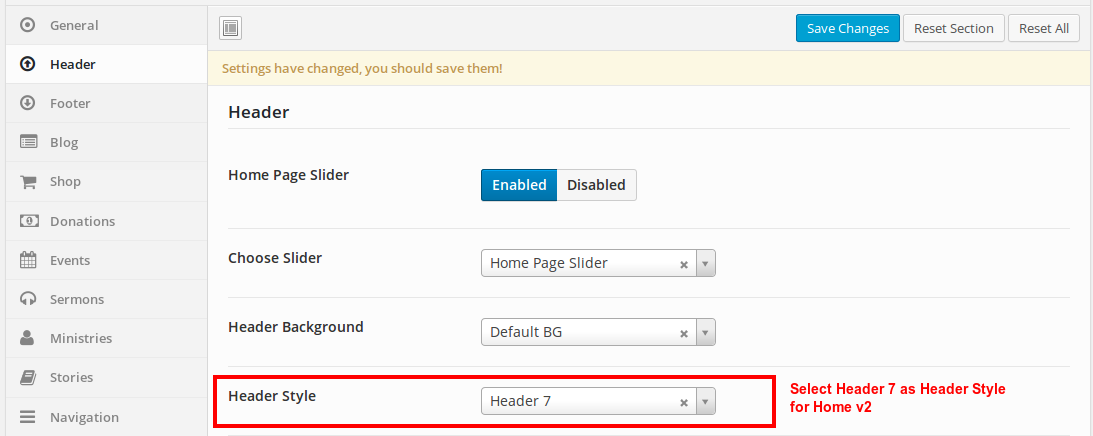 General
Header
Footer
Blog
Shop
Donations
Events
Sermons
Ministries
Stories
Navigation
Save Changes Reset Section Reset All
Settings have changed, you should save them!
Header
Home Page Slider Enabled Disabled
Choose Slider Home Page Slider
Header Background Default BG
Header Style Header 7
Select Header 7 as Header Style
for Home v2